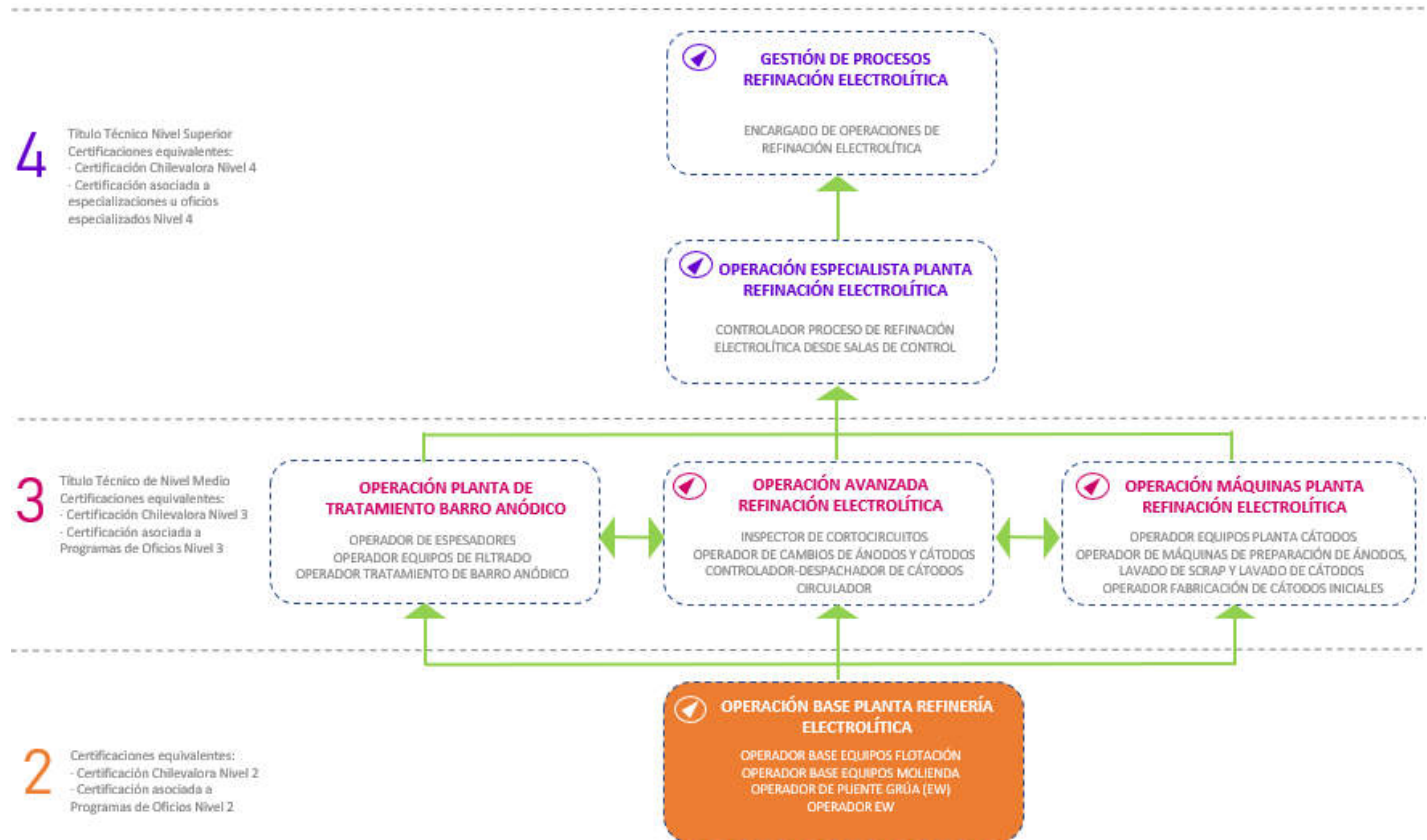 GESTIÓN DE PROCESOS
REFINACIÓN ELECTROLÍTICA
ENCARGADO DE OPERACIONES DE
REFINACIÓN ELECTROLÍTICA
4
Título Técnico Nivel Superior
Certificaciones equivalentes:
- Certificación Chilevalora Nivel 4
- Certificación asociada a
especializaciones u oficios
especializados Nivel 4
OPERACIÓN ESPECIALISTA PLANTA
REFINACIÓN ELECTROLÍTICA
CONTROLADOR PROCESO DE REFINACIÓN
ELECTROLÍTICA DESDE SALAS DE CONTROL
3
Título Técnico de Nivel Medio
Certificaciones equivalentes:
- Certificación Chilevalora Nivel 3
- Certificación asociada a
Programas de Oficios Nivel 3
OPERACIÓN PLANTA DE
TRATAMIENTO BARRO ANÓDICO
OPERADOR DE ESPESADORES
OPERADOR EQUIPOS DE FILTRADO
OPERADOR TRATAMIENTO DE BARRO ANÓDICO
OPERACIÓN AVANZADA
REFINACIÓN ELECTROLÍTICA
INSPECTOR DE CORTOCIRCUITOS
OPERADOR DE CAMBIOS DE ÁNODOS Y CÁTODOS
CONTROLADOR-DESPACHADOR DE CÁTODOS
CIRCULADOR
OPERACIÓN MÁQUINAS PLANTA
REFINACIÓN ELECTROLÍTICA
OPERADOR EQUIPOS PLANTA CÁTODOS
OPERADOR DE MÁQUINAS DE PREPARACIÓN DE ÁNODOS,
LAVADO DE SCRAP Y LAVADO DE CÁTODOS
OPERADOR FABRICACIÓN DE CÁTODOS INICIALES
2
Certificaciones equivalentes:
- Certificación Chilevalora Nivel 2
- Certificación asociada a
Programas de Oficios Nivel 2
OPERACIÓN BASE PLANTA REFINERÍA
ELECTROLÍTICA
OPERADOR BASE EQUIPOS FLOTACIÓN
OPERADOR BASE EQUIPOS MOLIENDA
OPERADOR DE PUENTE GRÚA (EW)
OPERADOR EW